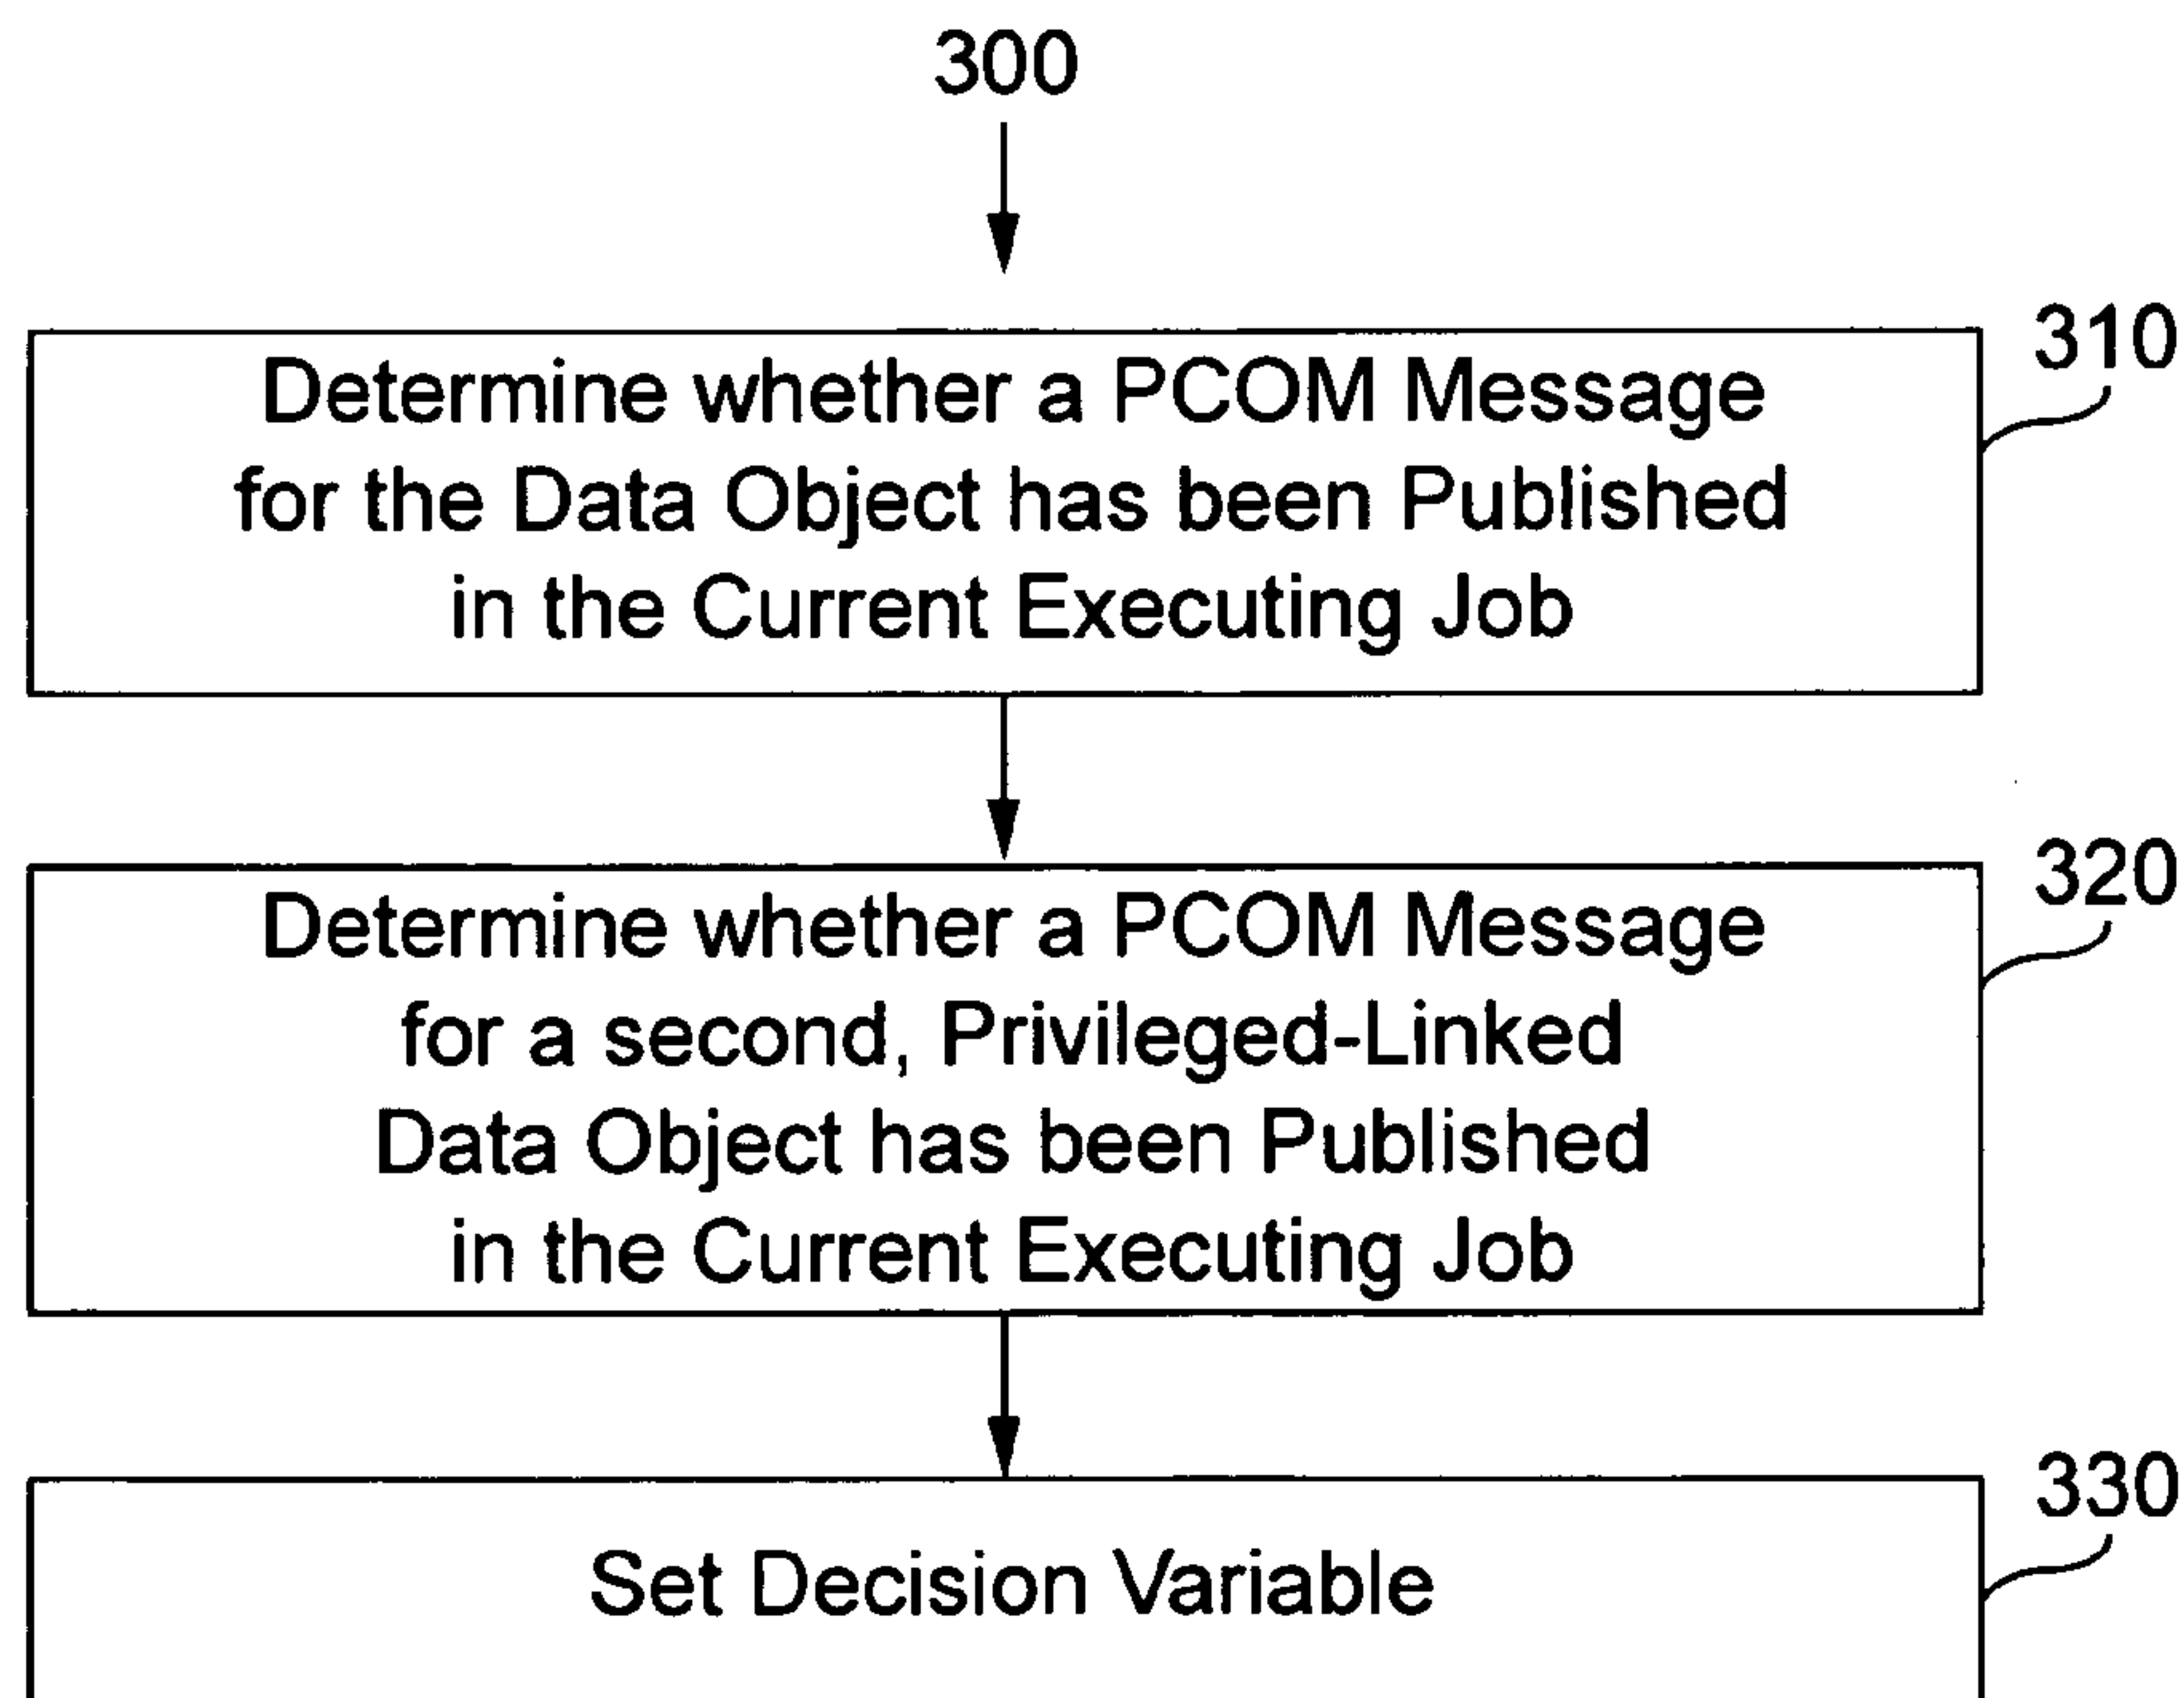 300
310
Determine whether a PCOM Message
for the Data Object has been Published
in the Current Executing Job
320
Determine whether a PCOM Message
for a second, Privileged-Linked
Data Object has been Published
in the Current Executing Job
330
Set Decision Variable